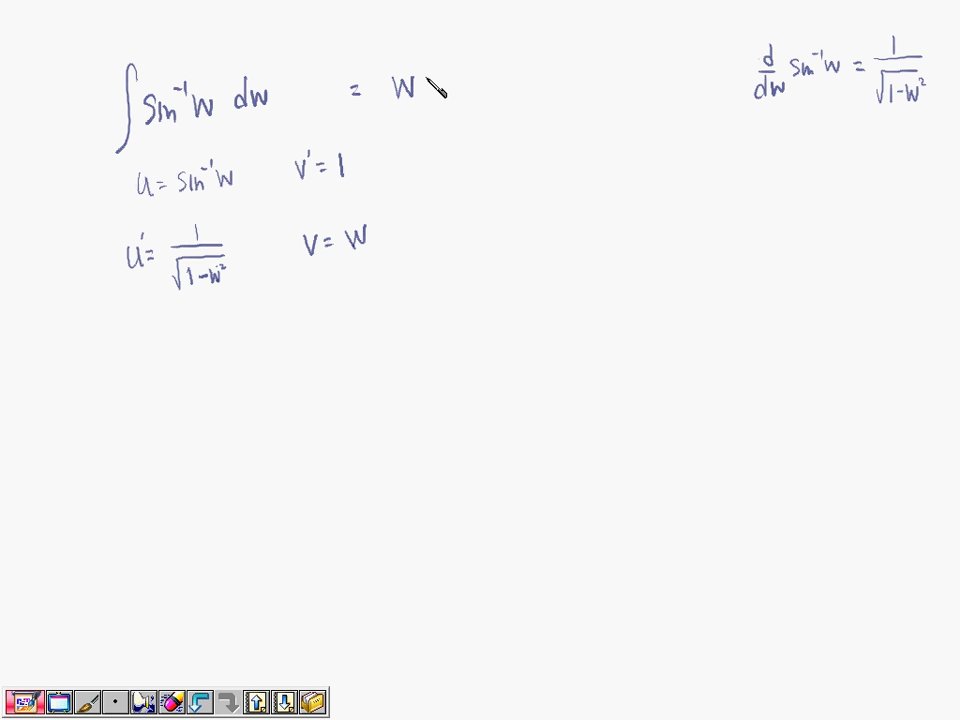 ∫ sin⁻¹w dw = w
d/dw sin⁻¹w = 1/√(1-w²)
u = sin⁻¹w v' = 1
u' = 1/√(1-w²) v = w